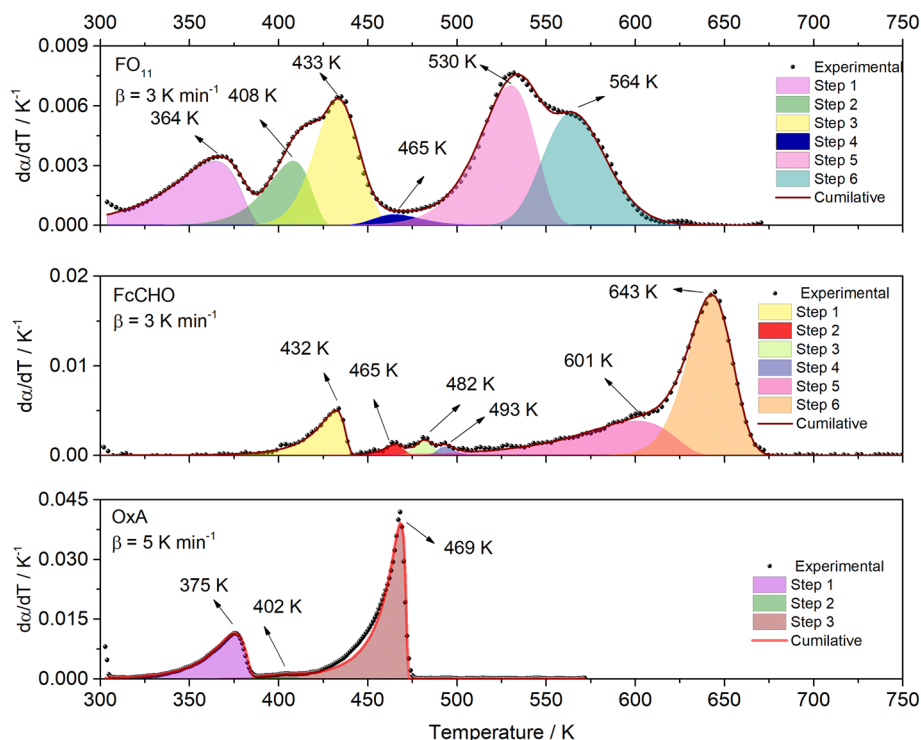 300 350 400 450 500 550 600 650 700 750
0.009
0.006
0.003
0.000
dα/dT / K⁻¹
FO₁₁
β = 3 K min⁻¹
364 K
408 K
433 K
465 K
530 K
564 K
Experimental
Step 1
Step 2
Step 3
Step 4
Step 5
Step 6
Cumilative
0.02
0.01
0.00
dα/dT / K⁻¹
FcCHO
β = 3 K min⁻¹
432 K
465 K
482 K
493 K
601 K
643 K
Experimental
Step 1
Step 2
Step 3
Step 4
Step 5
Step 6
Cumilative
0.045
0.030
0.015
0.000
dα/dT / K⁻¹
OxA
β = 5 K min⁻¹
375 K
402 K
469 K
Experimental
Step 1
Step 2
Step 3
Cumilative
300 350 400 450 500 550 600 650 700 750
Temperature / K